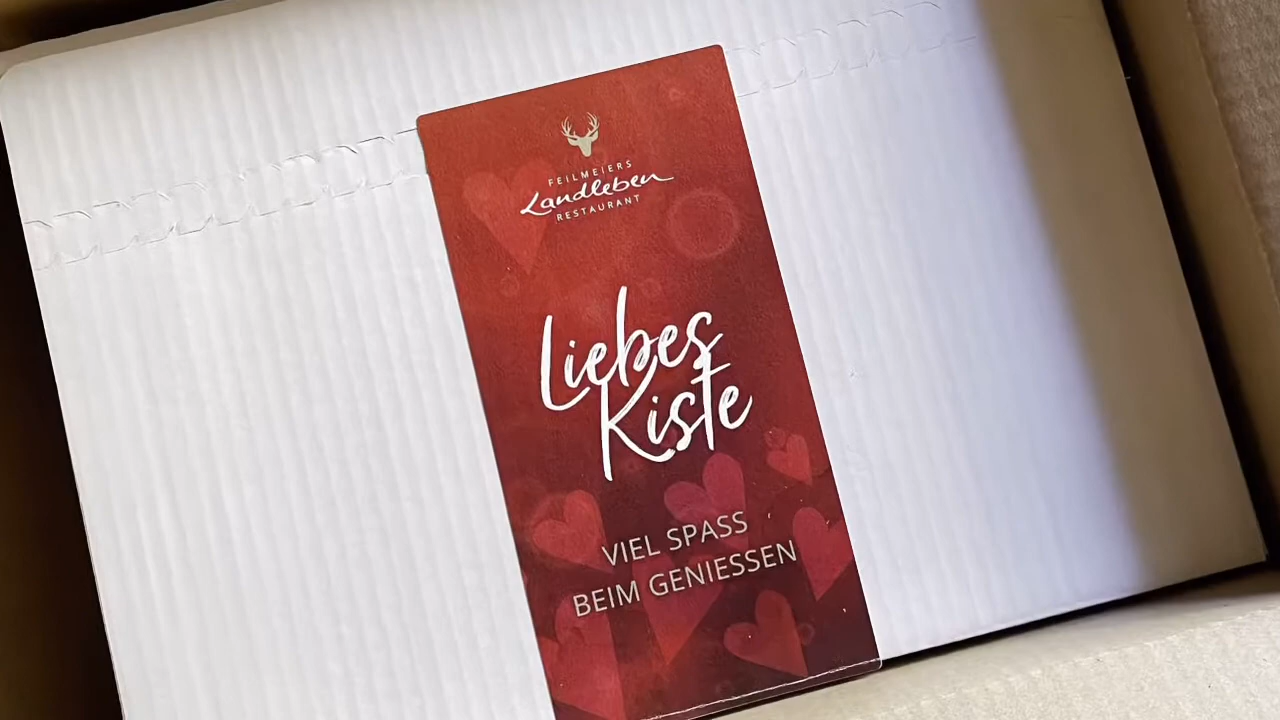 FEILMEIERS
Landleben
RESTAURANT
Liebes
Kiste
VIEL SPASS
BEIM GENIESSEN